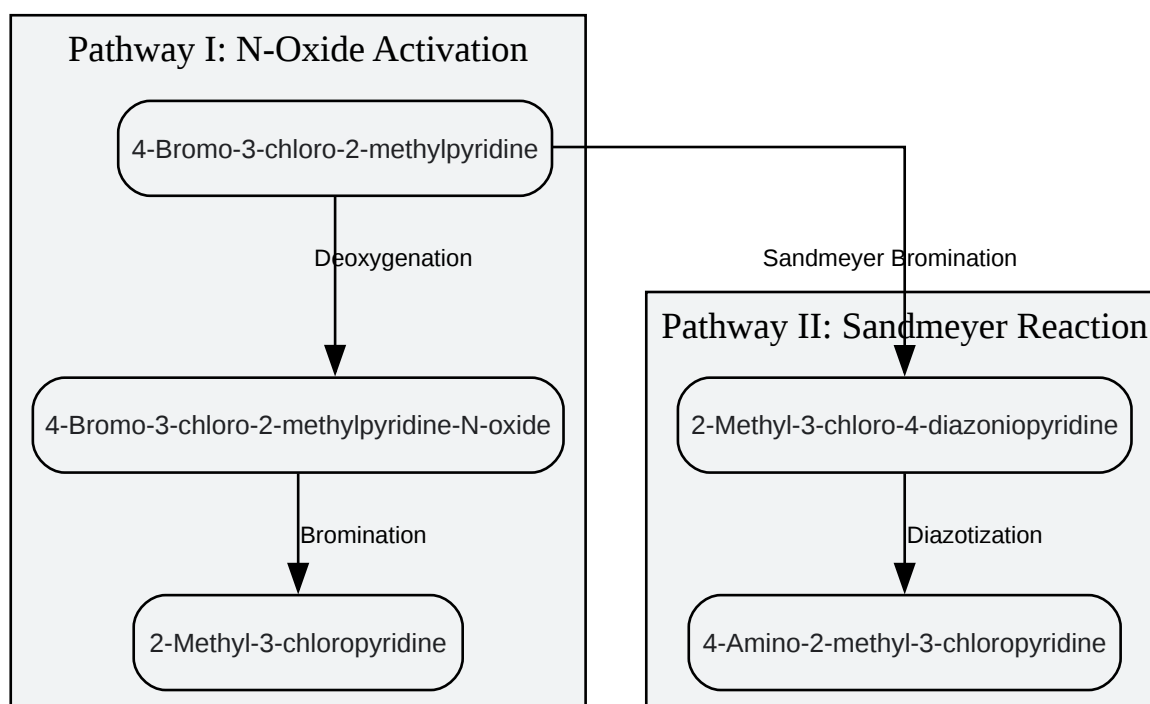 Pathway I: N-Oxide Activation
4-Bromo-3-chloro-2-methylpyridine
Deoxygenation
Sandmeyer Bromination
Pathway II: Sandmeyer Reaction
4-Bromo-3-chloro-2-methylpyridine-N-oxide
2-Methyl-3-chloro-4-diazoniopyridine
Bromination
Diazotization
2-Methyl-3-chloropyridine
4-Amino-2-methyl-3-chloropyridine